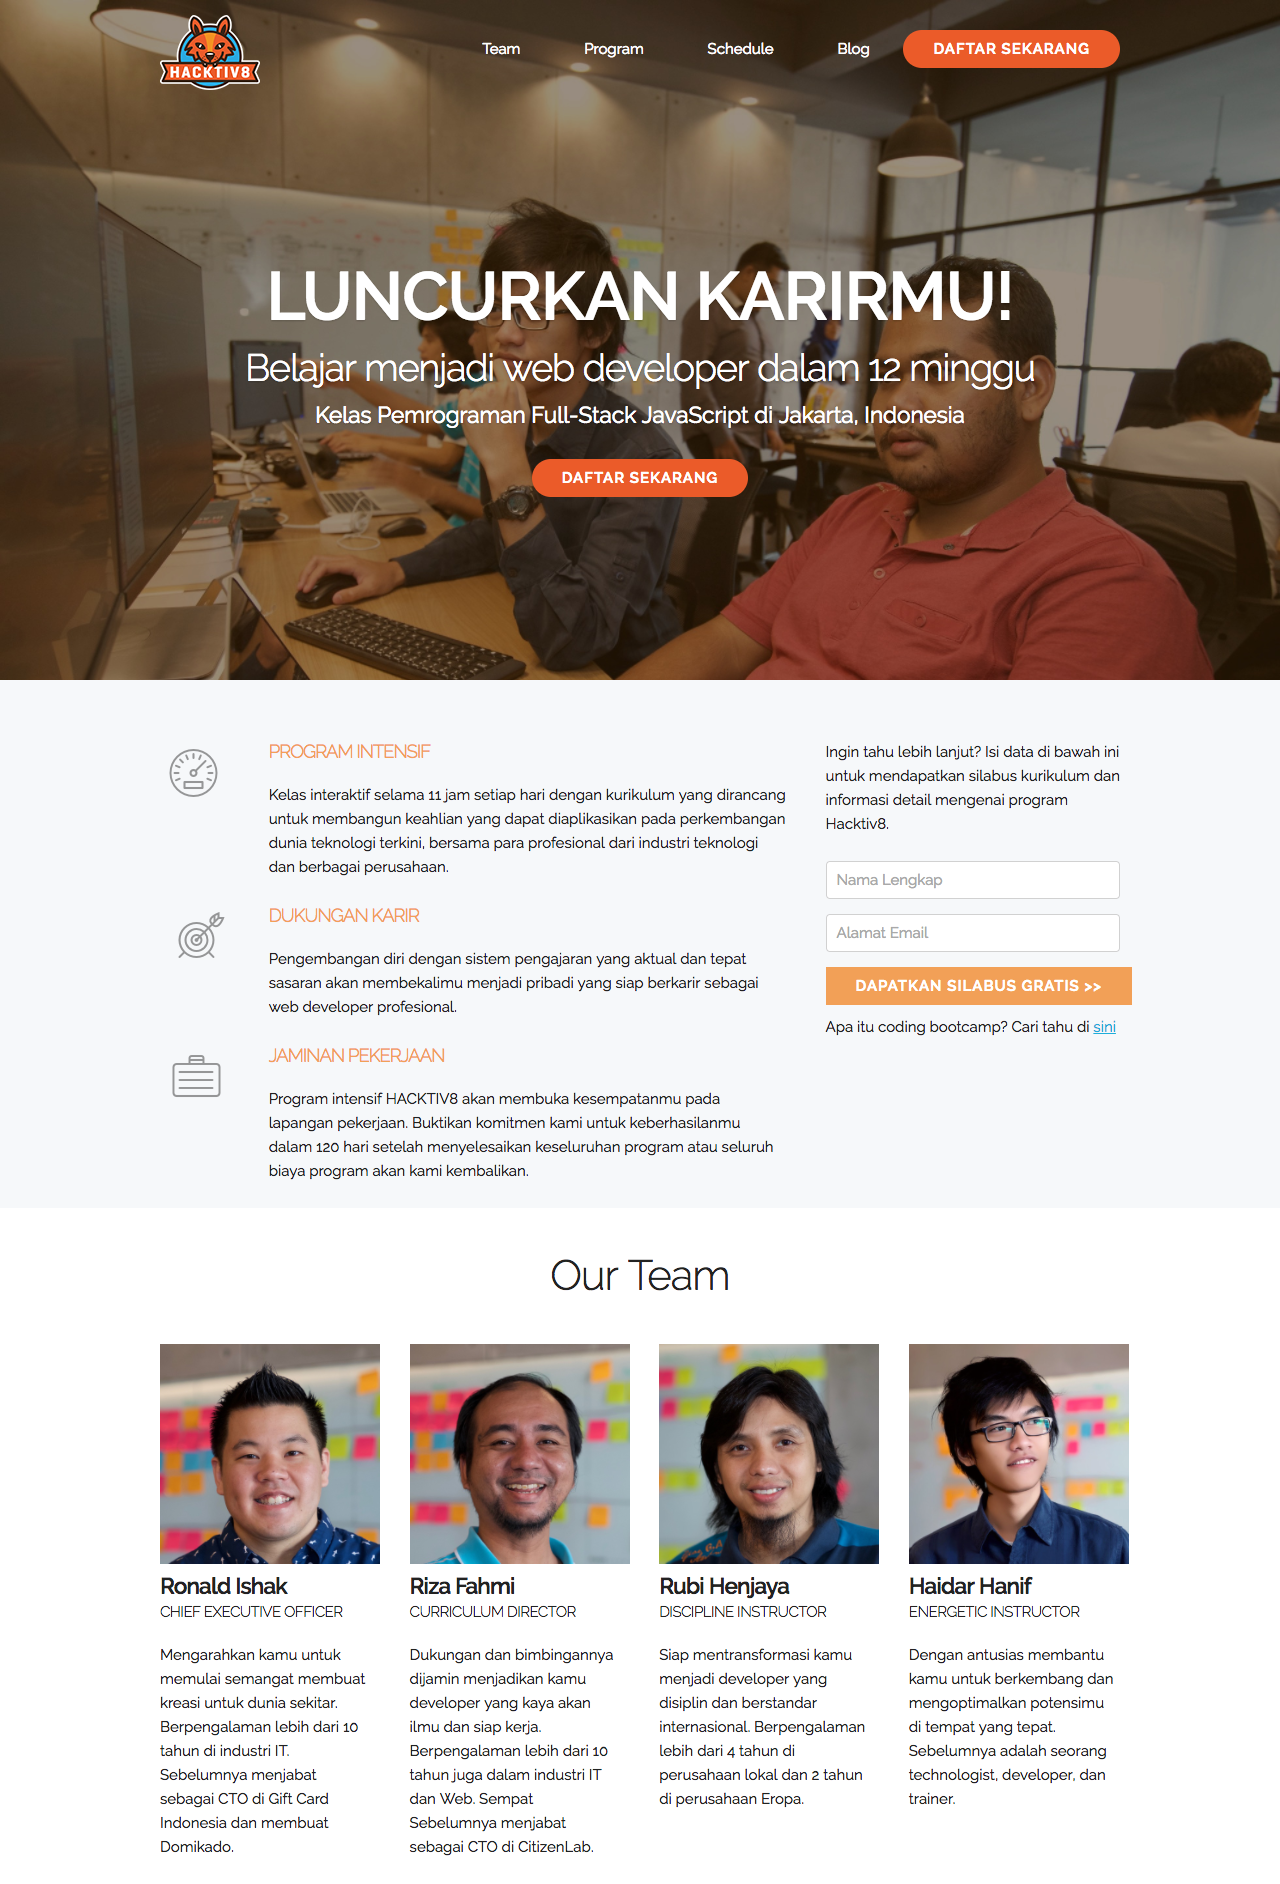 HACKTIV8
Team Program Schedule Blog DAFTAR SEKARANG
LUNCURKAN KARIRMU!
Belajar menjadi web developer dalam 12 minggu
Kelas Pemrograman Full-Stack JavaScript di Jakarta, Indonesia
DAFTAR SEKARANG
PROGRAM INTENSIF
Kelas interaktif selama 11 jam setiap hari dengan kurikulum yang dirancang
untuk membangun keahlian yang dapat diaplikasikan pada perkembangan
dunia teknologi terkini, bersama para profesional dari industri teknologi
dan berbagai perusahaan.
DUKUNGAN KARIR
Pengembangan diri dengan sistem pengajaran yang aktual dan tepat
sasaran akan membekalimu menjadi pribadi yang siap berkarir sebagai
web developer profesional.
JAMINAN PEKERJAAN
Program intensif HACKTIV8 akan membuka kesempatanmu pada
lapangan pekerjaan. Buktikan komitmen kami untuk keberhasilanmu
dalam 120 hari setelah menyelesaikan keseluruhan program atau seluruh
biaya program akan kami kembalikan.
Ingin tahu lebih lanjut? Isi data di bawah ini
untuk mendapatkan silabus kurikulum dan
informasi detail mengenai program
Hacktiv8.
Nama Lengkap
Alamat Email
DAPATKAN SILABUS GRATIS >>
Apa itu coding bootcamp? Cari tahu di sini
Our Team
Ronald Ishak
CHIEF EXECUTIVE OFFICER
Mengarahkan kamu untuk
memulai semangat membuat
kreasi untuk dunia sekitar.
Berpengalaman lebih dari 10
tahun di industri IT.
Sebelumnya menjabat
sebagai CTO di Gift Card
Indonesia dan membuat
Domikado.
Riza Fahmi
CURRICULUM DIRECTOR
Dukungan dan bimbingannya
dijamin menjadikan kamu
developer yang kaya akan
ilmu dan siap kerja.
Berpengalaman lebih dari 10
tahun juga dalam industri IT
dan Web. Sempat
Sebelumnya menjabat
sebagai CTO di CitizenLab.
Rubi Henjaya
DISCIPLINE INSTRUCTOR
Siap mentransformasi kamu
menjadi developer yang
disiplin dan berstandar
internasional. Berpengalaman
lebih dari 4 tahun di
perusahaan lokal dan 2 tahun
di perusahaan Eropa.
Haidar Hanif
ENERGETIC INSTRUCTOR
Dengan antusias membantu
kamu untuk berkembang dan
mengoptimalkan potensimu
di tempat yang tepat.
Sebelumnya adalah seorang
technologist, developer, dan
trainer.